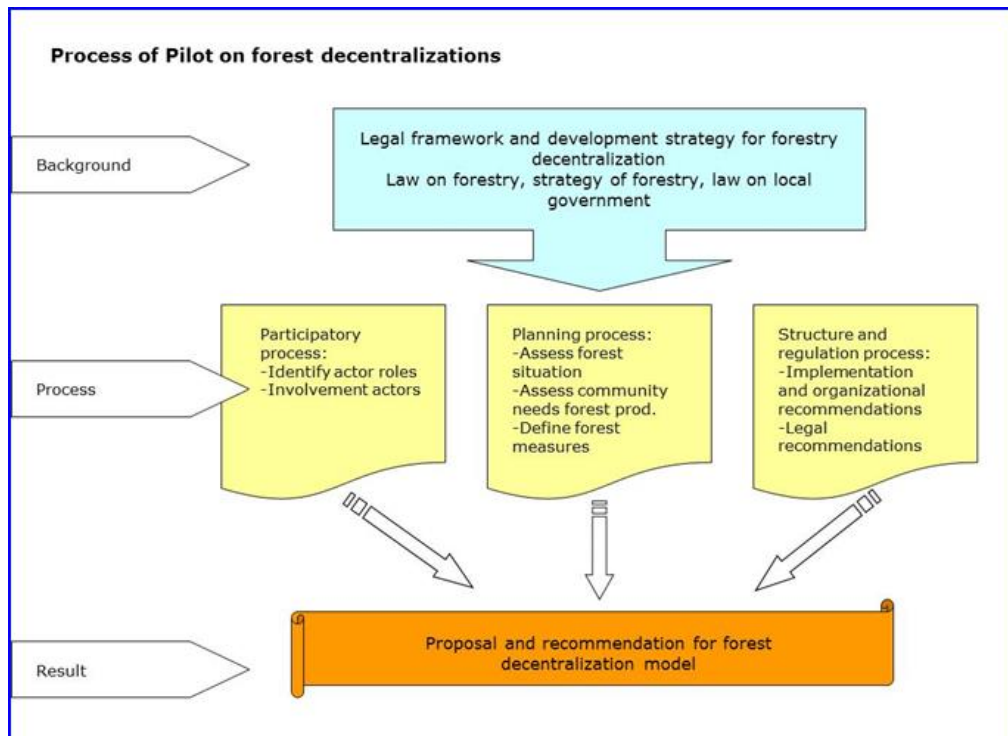 Process of Pilot on forest decentralizations
Background
Legal framework and development strategy for forestry
decentralization
Law on forestry, strategy of forestry, law on local
government
Process
Participatory
process:
-Identify actor roles
-Involvement actors
Planning process:
-Assess forest
situation
-Assess community
needs forest prod.
-Define forest
measures
Structure and
regulation process:
-Implementation
and organizational
recommendations
-Legal
recommendations
Result
Proposal and recommendation for forest
decentralization model